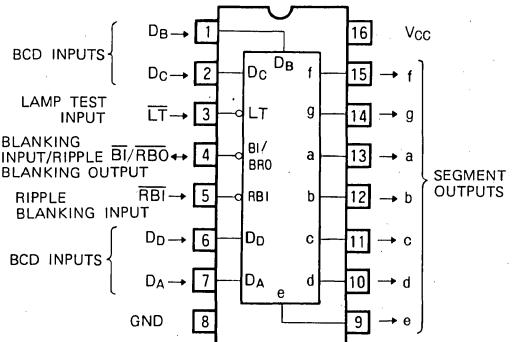 BCD INPUTS
DB→ 1
DC→ 2
LAMP TEST
INPUT
LT→ 3
BLANKING
INPUT/RIPPLE BI/RBO↔ 4
BLANKING OUTPUT
RIPPLE
BLANKING INPUT
RBI→ 5
BCD INPUTS
DD→ 6
DA→ 7
GND 8
DB
DC
LT
BI/
BRO
RBI
DD
DA
e
f
g
a
b
c
d
16 VCC
15 → f
14 → g
13 → a
12 → b
11 → c
10 → d
9 → e
SEGMENT
OUTPUTS